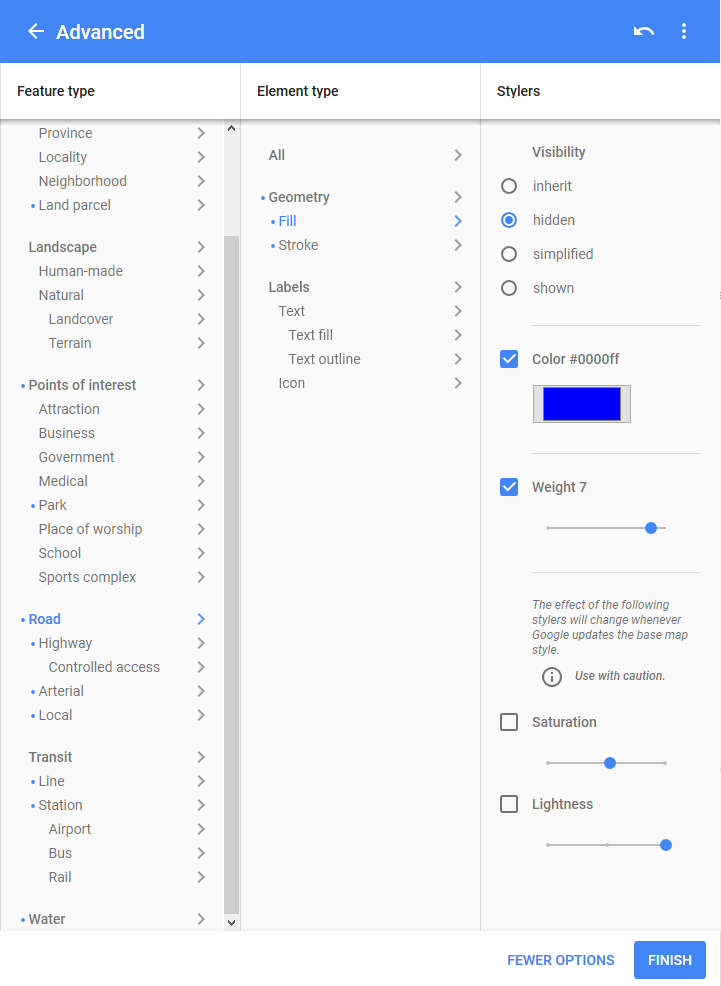 Advanced
Feature type
Element type
Stylers
Province
Locality
Neighborhood
Land parcel
Landscape
Human-made
Natural
Landcover
Terrain
Points of interest
Attraction
Business
Government
Medical
Park
Place of worship
School
Sports complex
Road
Highway
Controlled access
Arterial
Local
Transit
Line
Station
Airport
Bus
Rail
Water
All
Geometry
Fill
Stroke
Labels
Text
Text fill
Text outline
Icon
Visibility
inherit
hidden
simplified
shown
Color #0000ff
Weight 7
The effect of the following
stylers will change whenever
Google updates the base map
style.
Use with caution.
Saturation
Lightness
FEWER OPTIONS
FINISH